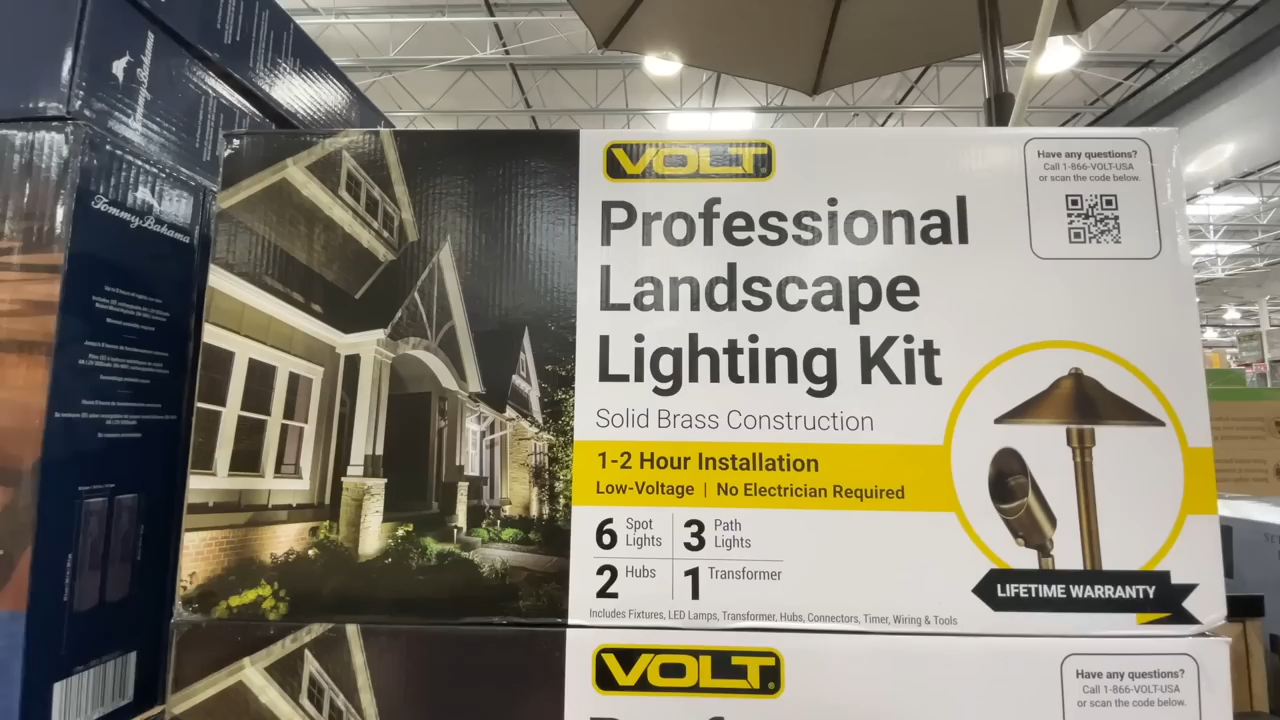 Tommy Bahama
Tommy Bahama
VOLT
Professional
Landscape
Lighting Kit
Solid Brass Construction
1-2 Hour Installation
Low-Voltage | No Electrician Required
6 Spot Lights
3 Path Lights
2 Hubs
1 Transformer
Includes Fixtures, LED Lamps, Transformer, Hubs, Connectors, Timer, Wiring & Tools
Have any questions?
Call 1-866-VOLT-USA
or scan the code below.
LIFETIME WARRANTY
VOLT
Have any questions?
Call 1-866-VOLT-USA
or scan the code below.